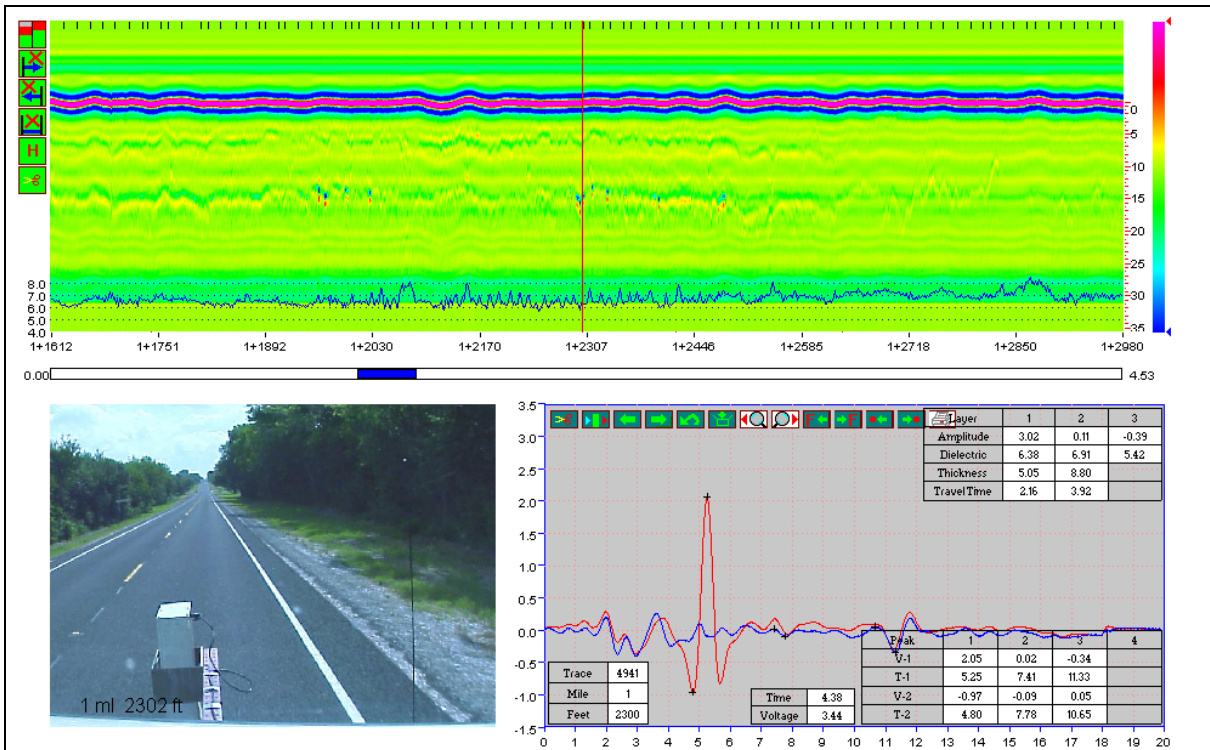 H
0
-5
-10
-15
-20
-25
-30
-35
8.0
7.0
6.0
5.0
4.0
1+1612 1+1751 1+1892 1+2030 1+2170 1+2307 1+2446 1+2585 1+2718 1+2850 1+2980
0.00 4.53
1 ml 2302 ft
3.5
3.0
2.5
2.0
1.5
1.0
0.5
0.0
-0.5
-1.0
-1.5
0 1 2 3 4 5 6 7 8 9 10 11 12 13 14 15 16 17 18 19 20
Layer 1 2 3
Amplitude 3.02 0.11 -0.39
Dielectric 6.38 6.91 5.42
Thickness 5.05 8.80
Travel Time 2.16 3.92
Trace 4941
Mile 1
Feet 2300
Time 4.38
Voltage 3.44
Peak 1 2 3 4
V-1 2.05 0.02 -0.34
T-1 5.25 7.41 11.33
V-2 -0.97 -0.09 0.05
T-2 4.80 7.78 10.65